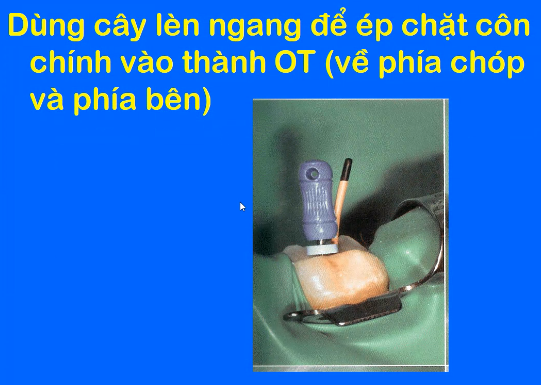 Dùng cây lèn ngang để ép chặt côn
chính vào thành OT (về phía chóp
và phía bên)